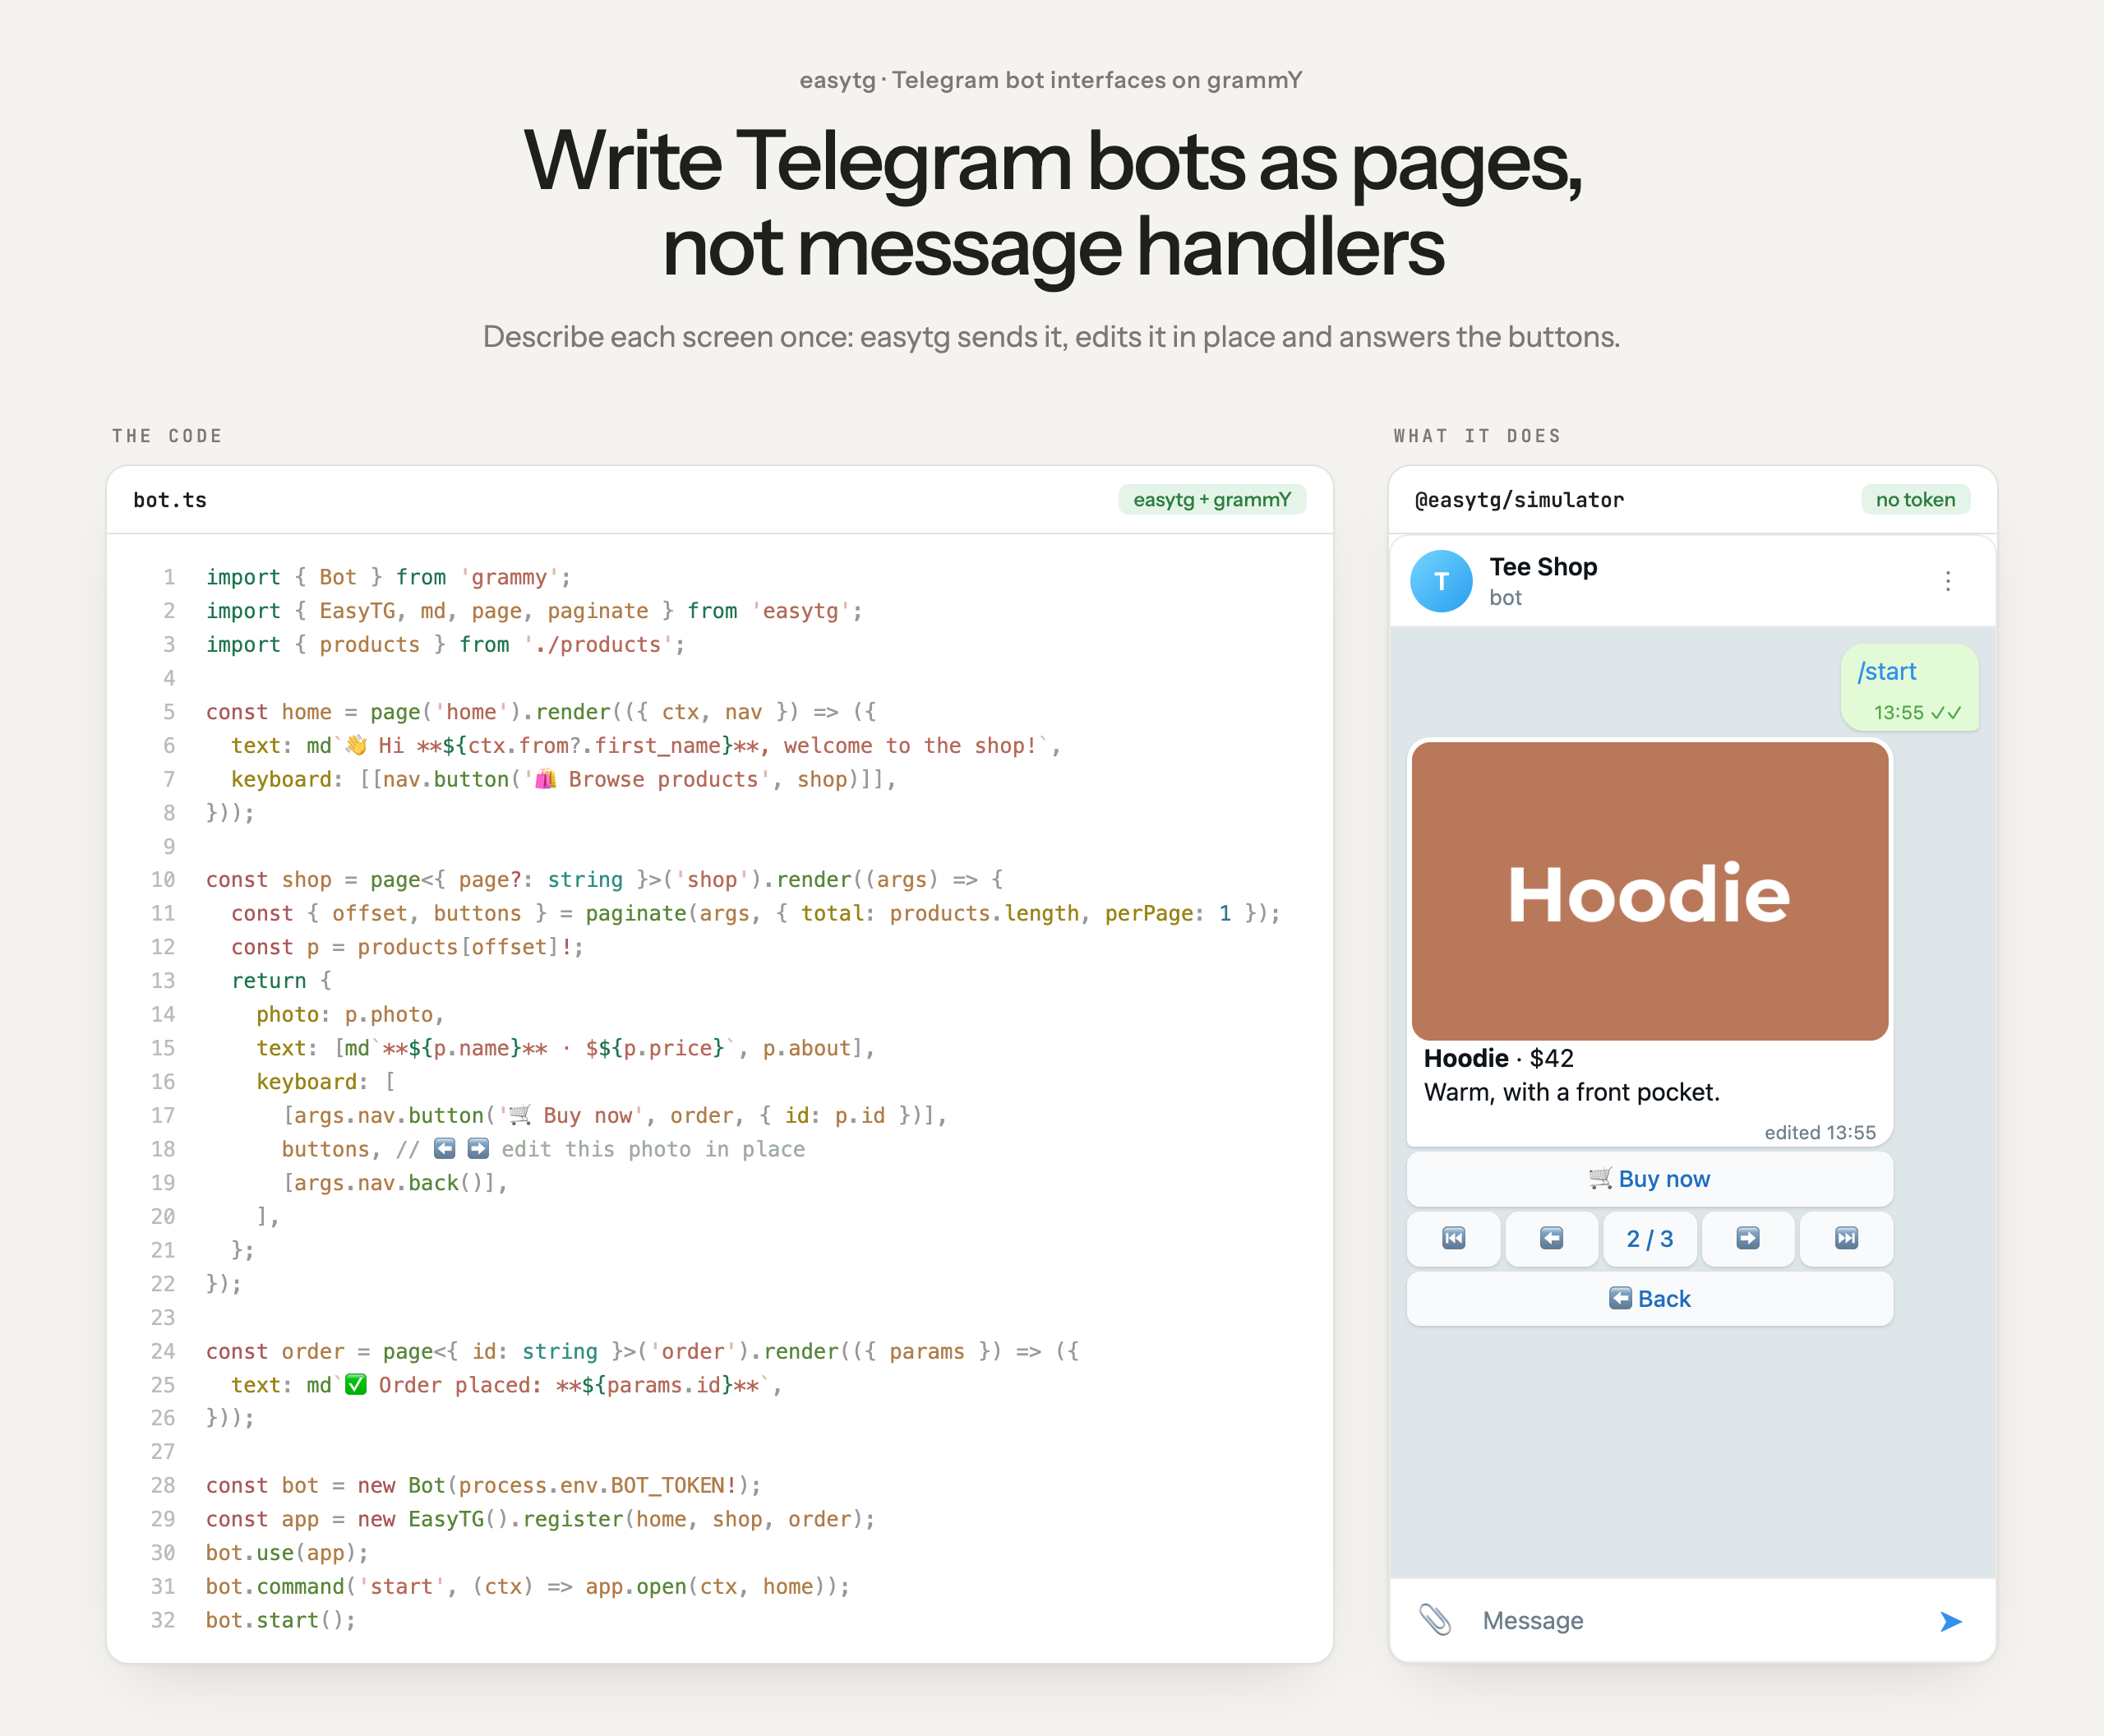 easytg · Telegram bot interfaces on grammY
Write Telegram bots as pages,
not message handlers
Describe each screen once: easytg sends it, edits it in place and answers the buttons.
THE CODE
bot.ts
easytg + grammY
1 import { Bot } from 'grammy';
2 import { EasyTG, md, page, paginate } from 'easytg';
3 import { products } from './products';
4
5 const home = page('home').render(({ ctx, nav }) => ({
6   text: md`👋 Hi **${ctx.from?.first_name}**, welcome to the shop!`,
7   keyboard: [[nav.button('🛍️ Browse products', shop)]],
8 }));
9
10 const shop = page<{ page?: string }>('shop').render((args) => {
11   const { offset, buttons } = paginate(args, { total: products.length, perPage: 1 });
12   const p = products[offset]!;
13   return {
14     photo: p.photo,
15     text: [md`**${p.name}** · $${p.price}`, p.about],
16     keyboard: [
17       [args.nav.button('🛒 Buy now', order, { id: p.id })],
18       buttons, // ⬅️ ➡️ edit this photo in place
19       [args.nav.back()],
20     ],
21   };
22 });
23
24 const order = page<{ id: string }>('order').render(({ params }) => ({
25   text: md`✅ Order placed: **${params.id}**`,
26 }));
27
28 const bot = new Bot(process.env.BOT_TOKEN!);
29 const app = new EasyTG().register(home, shop, order);
30 bot.use(app);
31 bot.command('start', (ctx) => app.open(ctx, home));
32 bot.start();
WHAT IT DOES
@easytg/simulator
no token
T
Tee Shop
bot
/start
13:55 ✓✓
Hoodie
Hoodie · $42
Warm, with a front pocket.
edited 13:55
🛒 Buy now
⏮️ ⬅️ 2 / 3 ➡️ ⏭️
⬅️ Back
Message